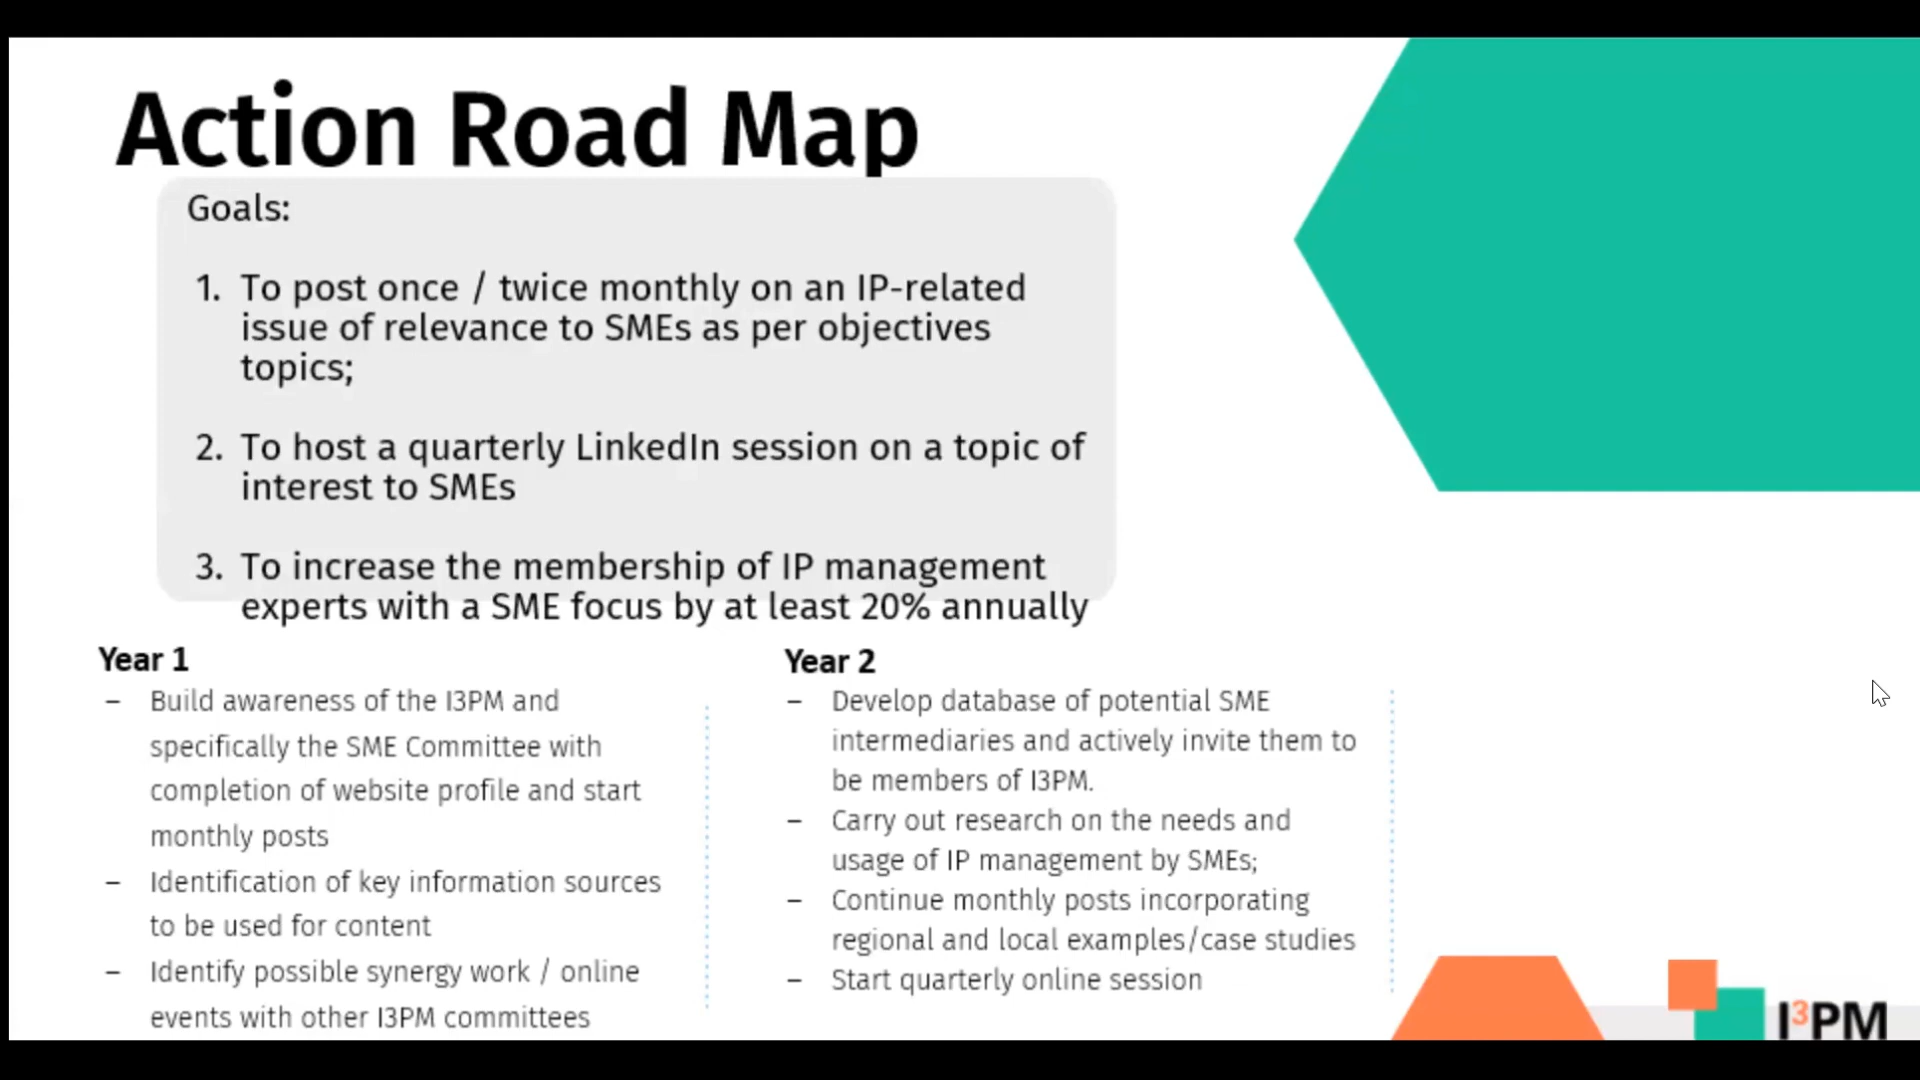 Action Road Map
Goals:
1. To post once / twice monthly on an IP-related
issue of relevance to SMEs as per objectives
topics;
2. To host a quarterly LinkedIn session on a topic of
interest to SMEs
3. To increase the membership of IP management
experts with a SME focus by at least 20% annually
Year 1
– Build awareness of the I3PM and
specifically the SME Committee with
completion of website profile and start
monthly posts
– Identification of key information sources
to be used for content
– Identify possible synergy work / online
events with other I3PM committees
Year 2
– Develop database of potential SME
intermediaries and actively invite them to
be members of I3PM.
– Carry out research on the needs and
usage of IP management by SMEs;
– Continue monthly posts incorporating
regional and local examples/case studies
– Start quarterly online session
I3PM